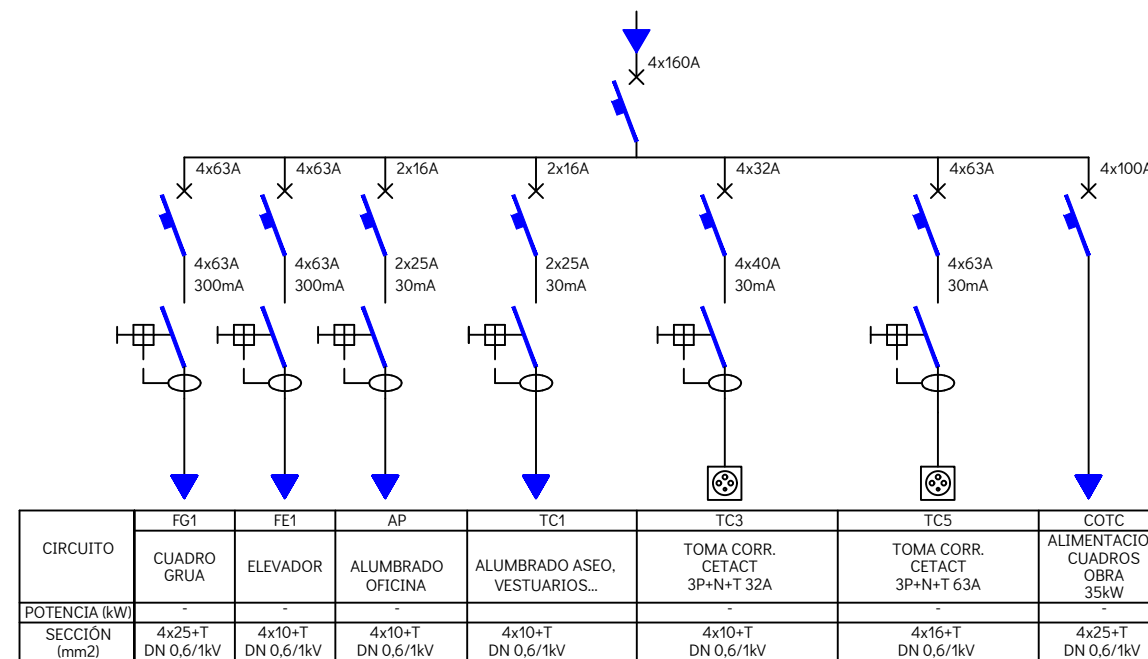 4x160A
4x63A 4x63A 2x16A 2x16A 4x32A 4x63A 4x100A
4x63A 4x63A 2x25A 2x25A 4x40A 4x63A
300mA 300mA 30mA 30mA 30mA 30mA
FG1 FE1 AP TC1 TC3 TC5 COTC
CIRCUITO
CUADRO
GRUA
ELEVADOR
ALUMBRADO
OFICINA
ALUMBRADO ASEO,
VESTUARIOS...
TOMA CORR.
CETACT
3P+N+T 32A
TOMA CORR.
CETACT
3P+N+T 63A
ALIMENTACIO
CUADROS
OBRA
35kW
POTENCIA (kW) - - - - - -
SECCIÓN
(mm2)
4x25+T 4x10+T 4x10+T 4x10+T 4x10+T 4x16+T 4x25+T
DN 0,6/1kV DN 0,6/1kV DN 0,6/1kV DN 0,6/1kV DN 0,6/1kV DN 0,6/1kV DN 0,6/1kV